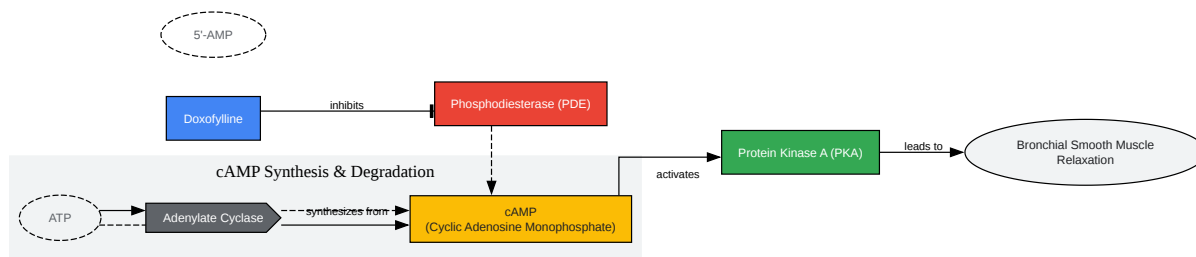 5'-AMP
Doxofylline
inhibits
Phosphodiesterase (PDE)
Protein Kinase A (PKA)
leads to
Bronchial Smooth Muscle
Relaxation
activates
cAMP Synthesis & Degradation
ATP
Adenylate Cyclase
synthesizes from
cAMP
(Cyclic Adenosine Monophosphate)